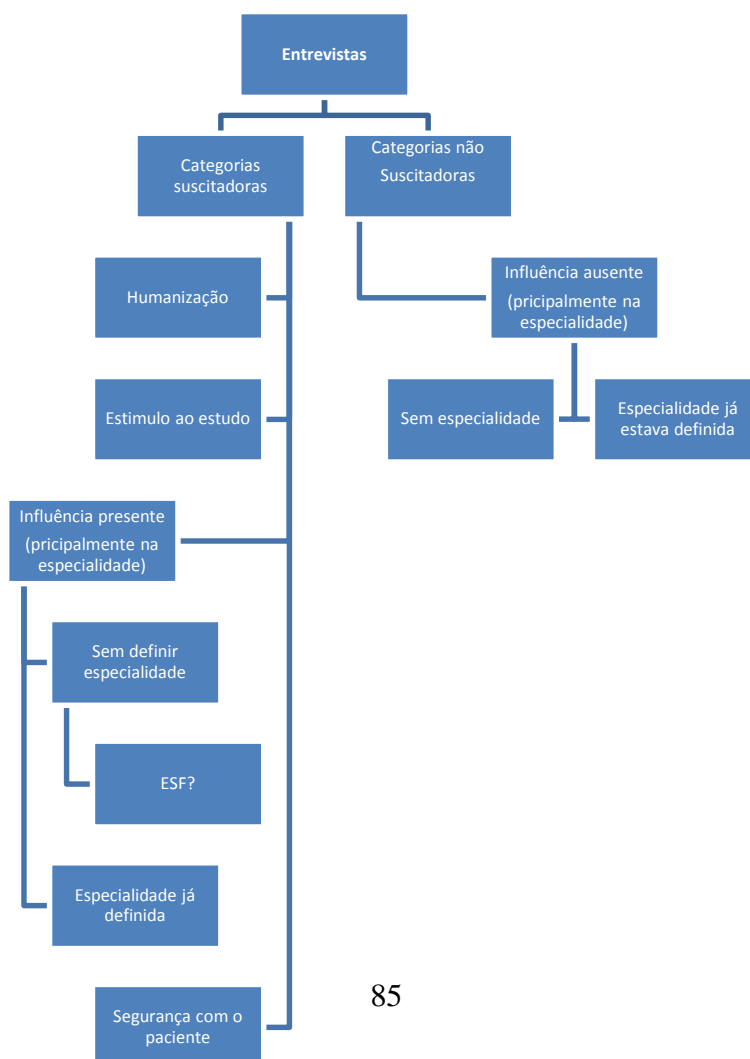 Entrevistas
Categorias
suscitadoras
Categorias não
Suscitadoras
Humanização
Influência ausente
(pricipalmente na
especialidade)
Estimulo ao estudo
Sem especialidade
Especialidade já
estava definida
Influência presente
(pricipalmente na
especialidade)
Sem definir
especialidade
ESF?
Especialidade já
definida
Segurança com o
paciente
85